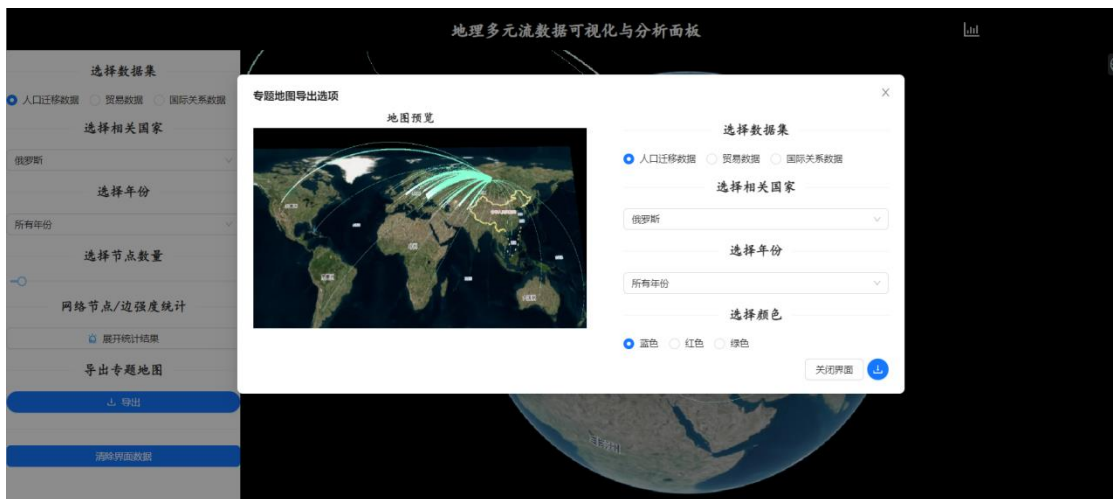 地理多元流数据可视化与分析面板
选择数据集
人口迁移数据 贸易数据 国际关系数据
选择相关国家
俄罗斯
选择年份
所有年份
选择节点数量
网络节点/边强度统计
展开统计结果
导出专题地图
导出
清除界面数据
专题地图导出选项
地图预览
选择数据集
人口迁移数据 贸易数据 国际关系数据
选择相关国家
俄罗斯
选择年份
所有年份
选择颜色
蓝色 红色 绿色
关闭界面